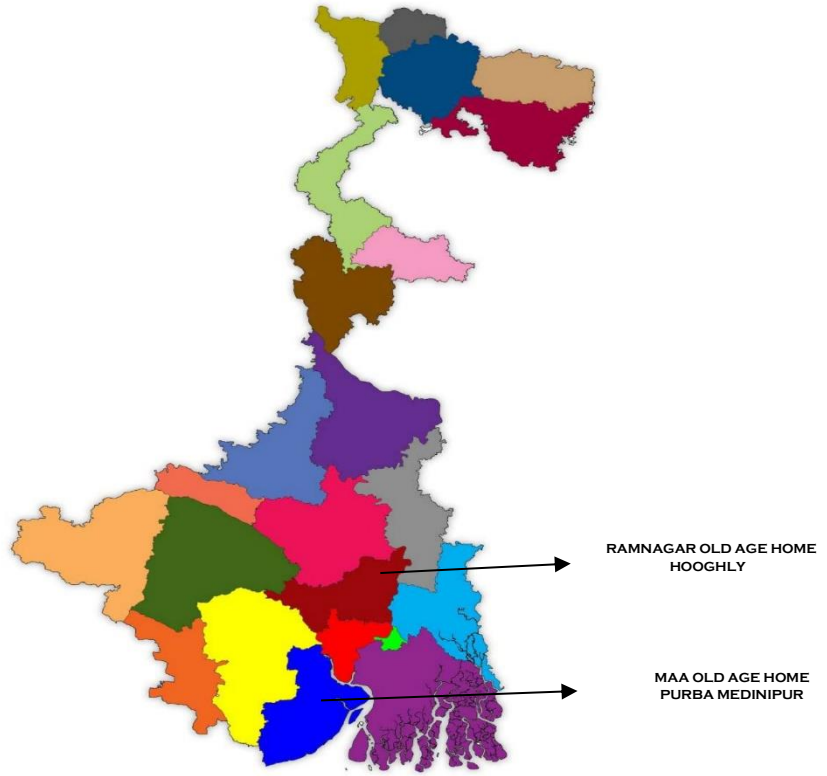 RAMNAGAR OLD AGE HOME
HOOGHLY
MAA OLD AGE HOME
PURBA MEDINIPUR